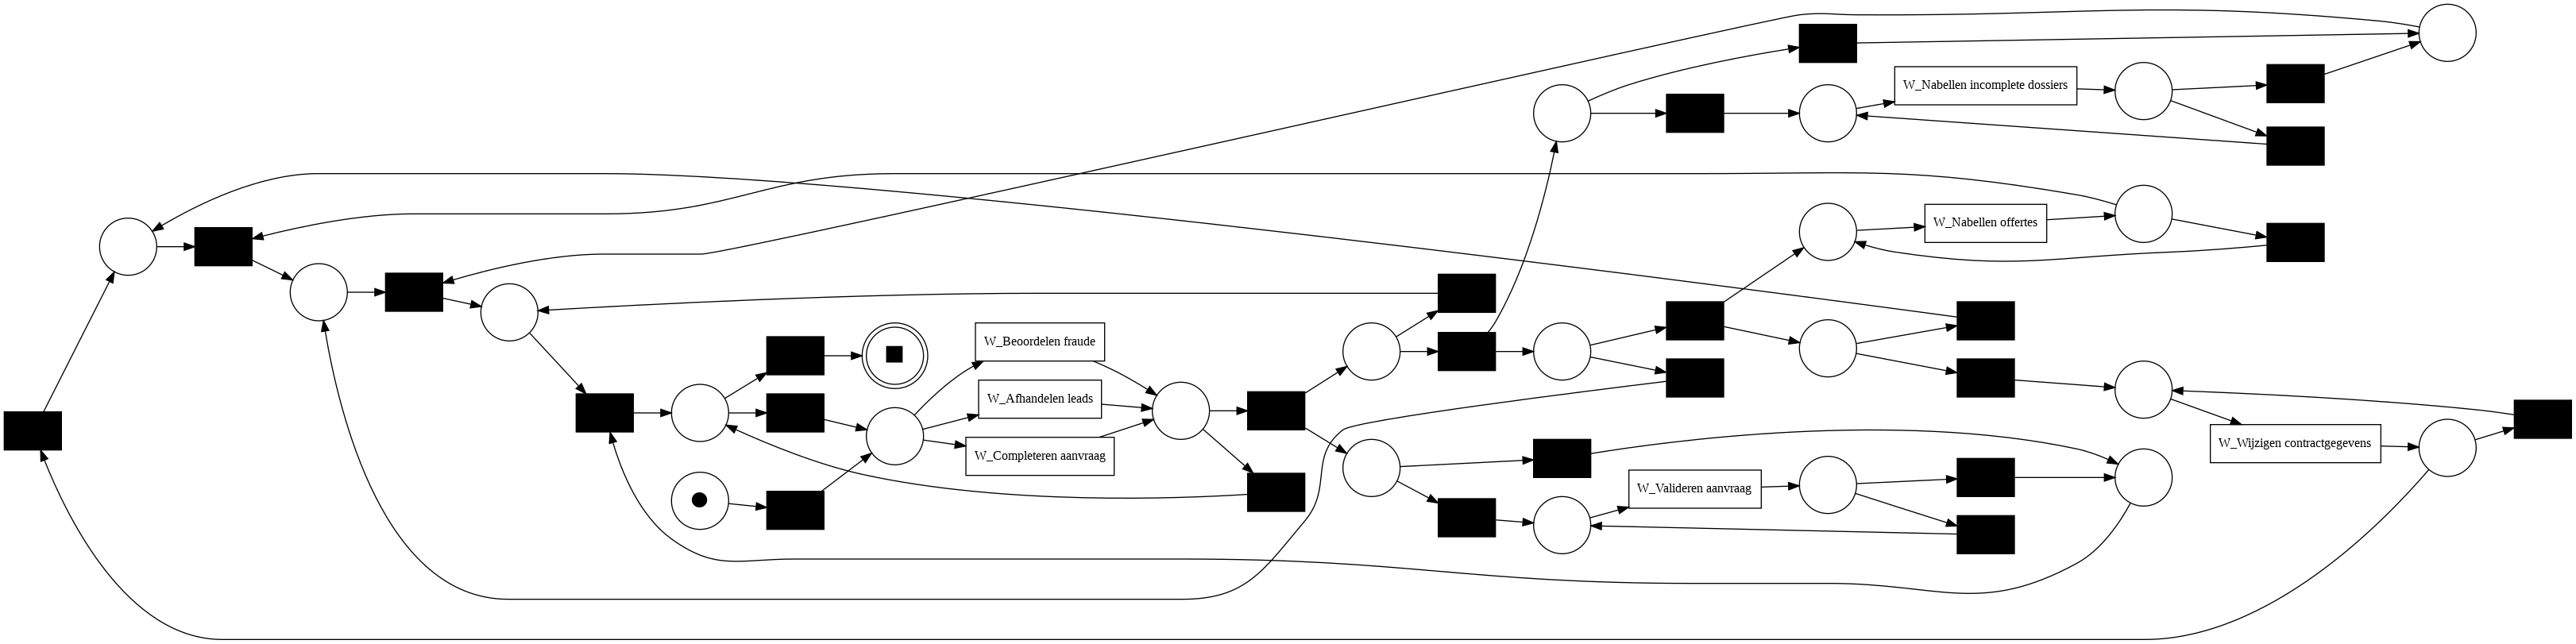 W_Nabellen incomplete dossiers
W_Nabellen offertes
W_Beoordelen fraude
W_Afhandelen leads
W_Completeren aanvraag
W_Wijzigen contractgegevens
W_Valideren aanvraag